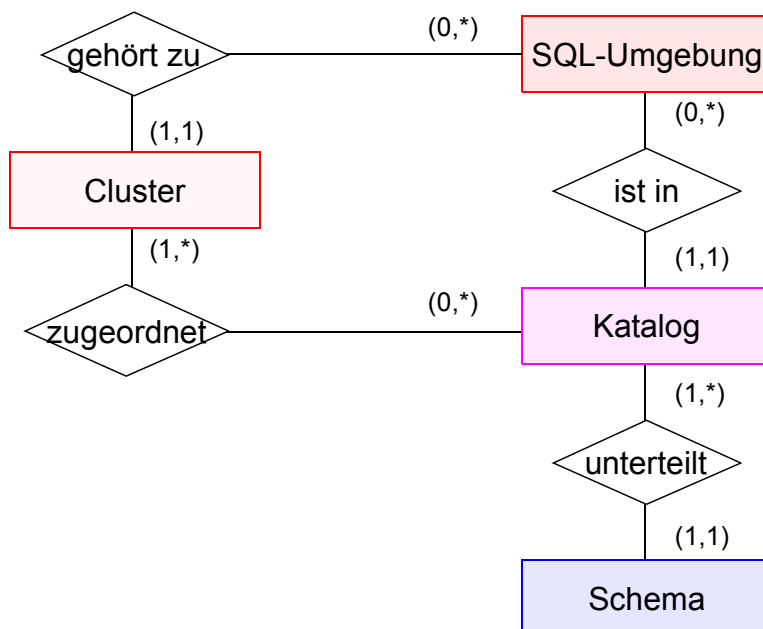 gehört zu
(0,*)
SQL-Umgebung
(1,1)
(0,*)
Cluster
ist in
(1,*)
(1,1)
(0,*)
zugeordnet
Katalog
(1,*)
unterteilt
(1,1)
Schema